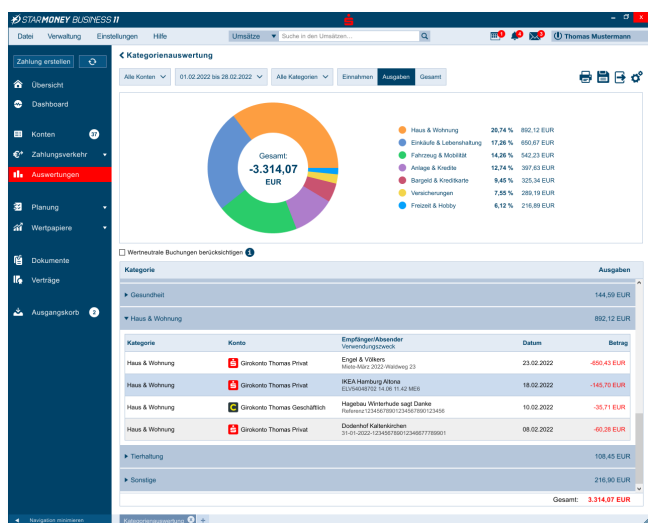 STARMONEY BUSINESS 11
Datei Verwaltung Einstellungen Hilfe Umsätze Suche in den Umsätzen... 1 4 3 Thomas Mustermann
Zahlung erstellen
Übersicht
Dashboard
Konten 37
Zahlungsverkehr
Auswertungen
Planung
Wertpapiere
Dokumente
Verträge
Ausgangskorb 2
Navigation minimieren
Kategorienauswertung
Alle Konten 01.02.2022 bis 28.02.2022 Alle Kategorien Einnahmen Ausgaben Gesamt
Gesamt:
-3.314,07
EUR
Haus & Wohnung 20,74 % 892,12 EUR
Einkäufe & Lebenshaltung 17,26 % 650,67 EUR
Fahrzeug & Mobilität 14,26 % 542,23 EUR
Anlage & Kredite 12,74 % 397,63 EUR
Bargeld & Kreditkarte 9,45 % 325,34 EUR
Versicherungen 7,55 % 289,19 EUR
Freizeit & Hobby 6,12 % 216,89 EUR
Wertneutrale Buchungen berücksichtigen
Kategorie Ausgaben
Gesundheit 144,59 EUR
Haus & Wohnung 892,12 EUR
Kategorie Konto Empfänger/Absender Datum Betrag
Verwendungszweck
Haus & Wohnung Girokonto Thomas Privat Engel & Völkers 23.02.2022 -650,43 EUR
Miete-März 2022-Waldweg 23
Haus & Wohnung Girokonto Thomas Privat IKEA Hamburg Altona 18.02.2022 -145,70 EUR
ELV54048702 14.06 11.42 ME6
Haus & Wohnung Girokonto Thomas Geschäftlich Hagebau Winterhude sagt Danke 10.02.2022 -35,71 EUR
Referenz12345678901234567890123456
Haus & Wohnung Girokonto Thomas Privat Dodenhof Kaltenkirchen 08.02.2022 -60,28 EUR
Tierhaltung 108,45 EUR
Sonstige 216,90 EUR
Gesamt: 3.314,07 EUR
Kategorienauswertung